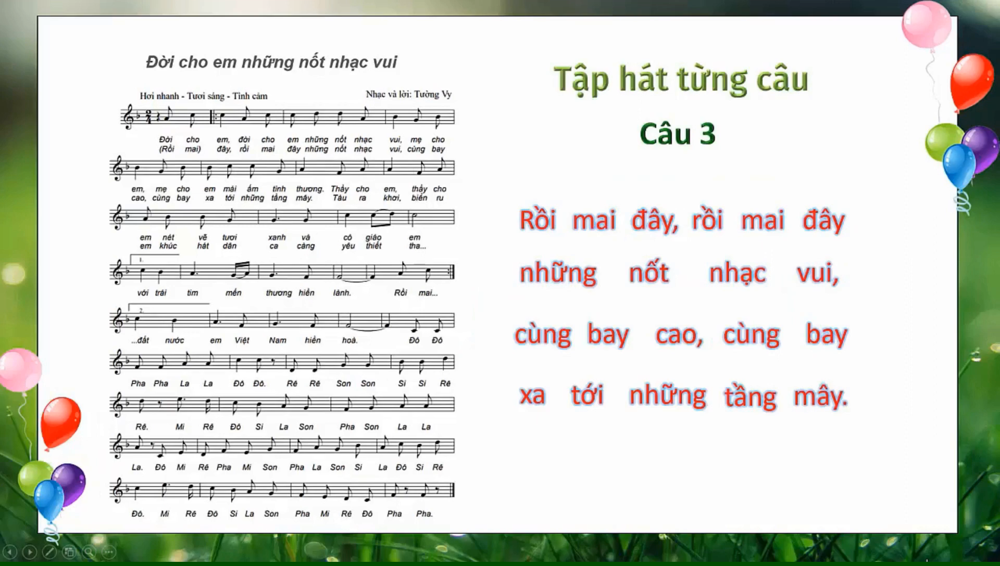 Đời cho em những nốt nhạc vui
Hơi nhanh - Tươi sáng - Tình cảm
Nhạc và lời: Tường Vy
2
4
Đời cho em, đời cho em những nốt nhạc vui, mẹ cho
(Rồi mai) đây, rồi mai đây những nốt nhạc vui, cùng bay
em, mẹ cho em mái ấm tình thương. Thầy cho em, thầy cho
cao, cùng bay xa tới những tầng mây. Tàu ra khơi, biển ru
em nét vẽ tươi xanh và cô giáo em
em khúc hát dân ca càng yêu thiết tha...
1.
với trái tim mến thương hiền lành. Rồi mai...
2.
...đất nước em Việt Nam hiền hoà. Đô Đô
Pha Pha La La Đô Đô. Rê Rê Son Son Si Si Rê
Rê. Mi Rê Đô Si La Son Pha Son La La
La. Đô Mi Rê Pha Mi Son Pha La Son Si La Đô Si Rê
Đô. Mi Rê Đô Si La Son Pha Mi Rê Đô Pha Pha.
Tập hát từng câu
Câu 3
Rồi mai đây, rồi mai đây
những nốt nhạc vui,
cùng bay cao, cùng bay
xa tới những tầng mây.